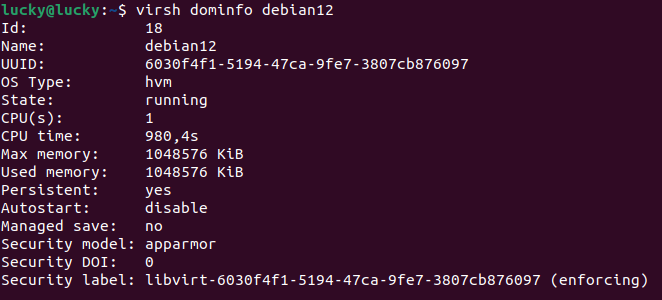 lucky@lucky:~$ virsh dominfo debian12
Id:             18
Name:           debian12
UUID:           6030f4f1-5194-47ca-9fe7-3807cb876097
OS Type:        hvm
State:          running
CPU(s):         1
CPU time:       980,4s
Max memory:     1048576 KiB
Used memory:    1048576 KiB
Persistent:     yes
Autostart:      disable
Managed save:   no
Security model: apparmor
Security DOI:   0
Security label: libvirt-6030f4f1-5194-47ca-9fe7-3807cb876097 (enforcing)